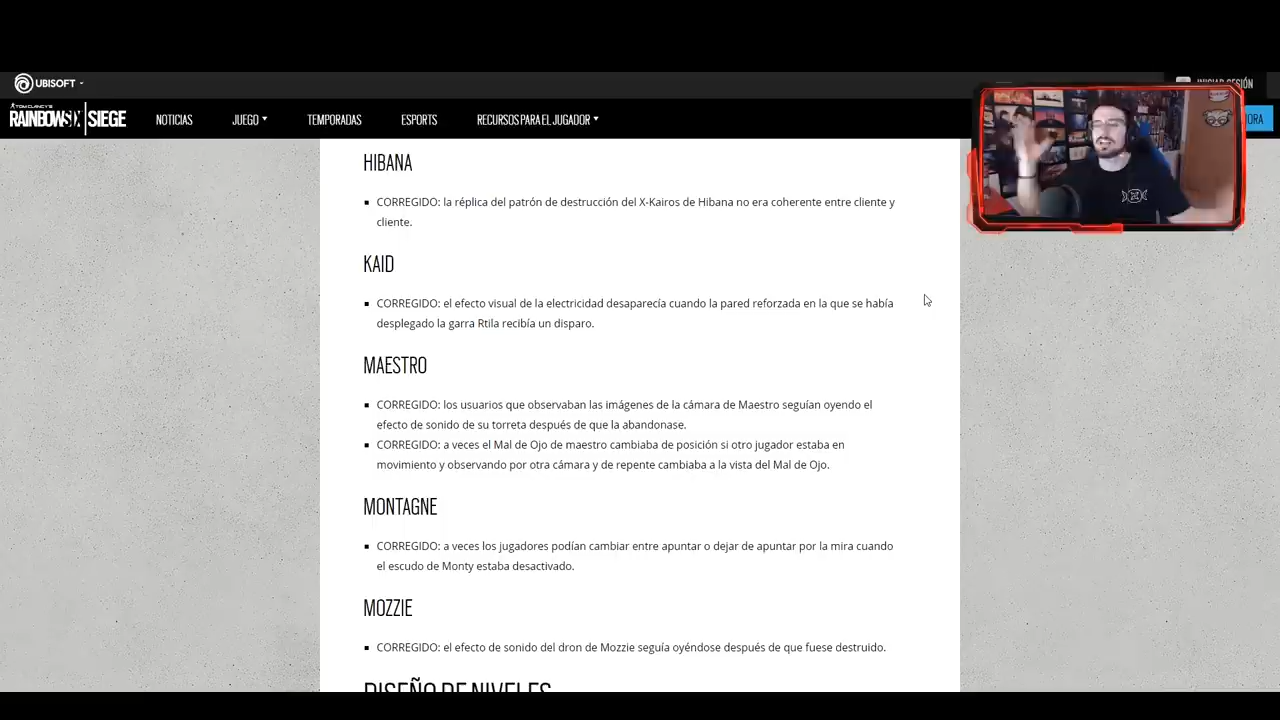 UBISOFT
INICIAR SESIÓN
TOM CLANCY'S
RAINBOW SIX | SIEGE
NOTICIAS
JUEGO
TEMPORADAS
ESPORTS
RECURSOS PARA EL JUGADOR
HIBANA
▪ CORREGIDO: la réplica del patrón de destrucción del X-Kairos de Hibana no era coherente entre cliente y
cliente.
KAID
▪ CORREGIDO: el efecto visual de la electricidad desaparecía cuando la pared reforzada en la que se había
desplegado la garra Rtila recibía un disparo.
MAESTRO
▪ CORREGIDO: los usuarios que observaban las imágenes de la cámara de Maestro seguían oyendo el
efecto de sonido de su torreta después de que la abandonase.
▪ CORREGIDO: a veces el Mal de Ojo de maestro cambiaba de posición si otro jugador estaba en
movimiento y observando por otra cámara y de repente cambiaba a la vista del Mal de Ojo.
MONTAGNE
▪ CORREGIDO: a veces los jugadores podían cambiar entre apuntar o dejar de apuntar por la mira cuando
el escudo de Monty estaba desactivado.
MOZZIE
▪ CORREGIDO: el efecto de sonido del dron de Mozzie seguía oyéndose después de que fuese destruido.
DISEÑO DE NIVELES